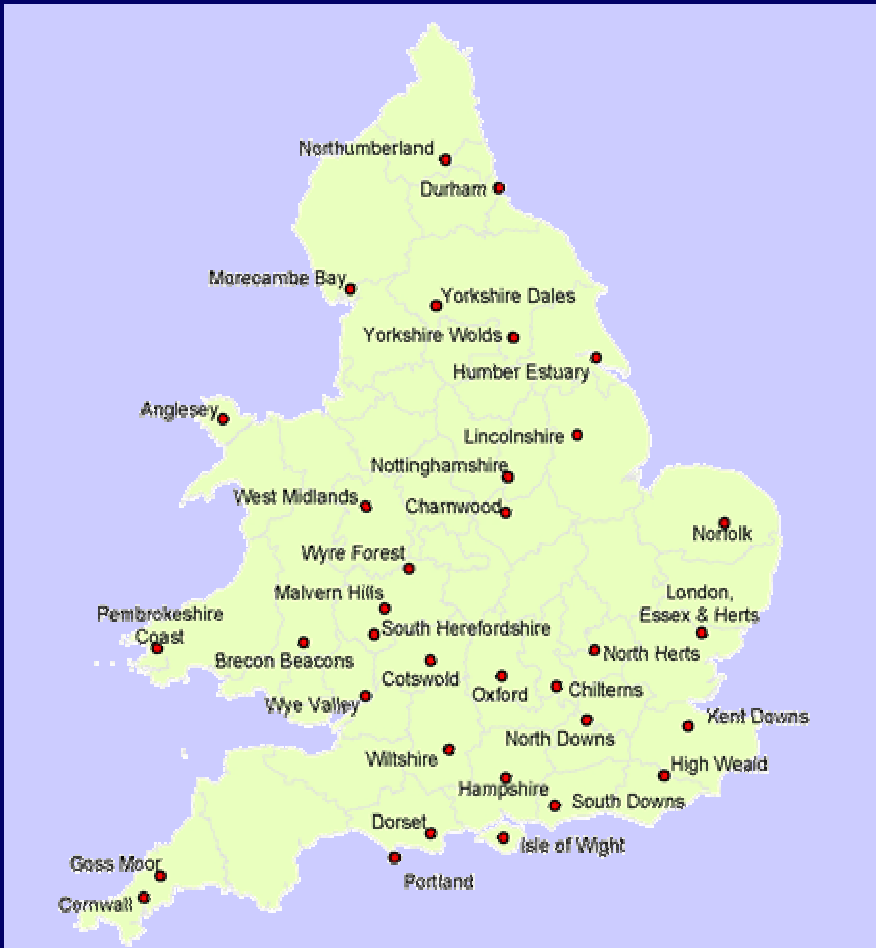 Northumberland
Durham
Morecambe Bay
Yorkshire Dales
Yorkshire Wolds
Humber Estuary
Anglesey
Lincolnshire
Nottinghamshire
West Midlands
Charnwood
Norfolk
Wyre Forest
Malvern Hills
London,
Essex & Herts
Pembrokeshire
Coast
South Herefordshire
Brecon Beacons
North Herts
Cotswold
Oxford
Chilterns
Wye Valley
Kent Downs
North Downs
Wiltshire
High Weald
Hampshire
South Downs
Dorset
Isle of Wight
Goss Moor
Portland
Cornwall